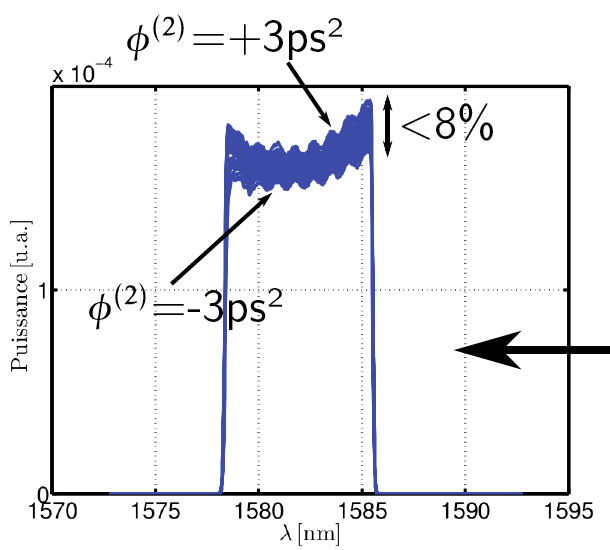 ϕ⁽²⁾=+3ps²
x 10⁻⁴
<8%
ϕ⁽²⁾=-3ps²
Puissance [u.a.]
1
0
1570 1575 1580 1585 1590 1595
λ [nm]